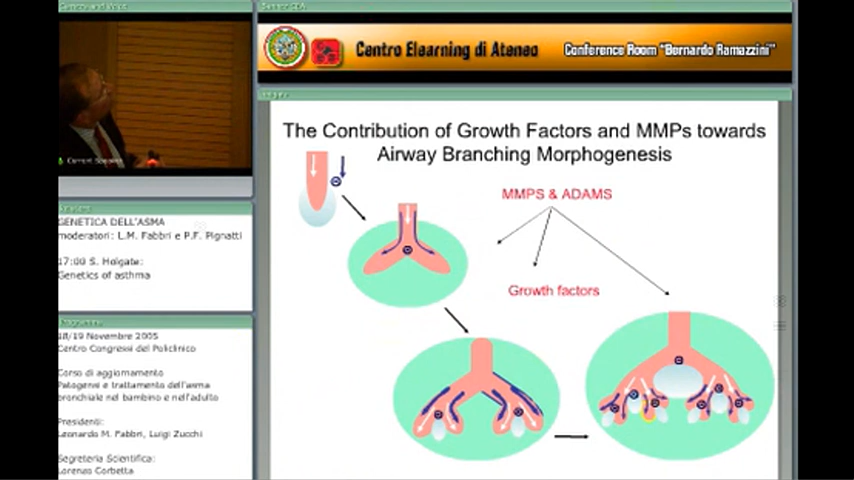 Centro Elearning di Ateneo
Conference Room "Bernardo Ramazzini"
The Contribution of Growth Factors and MMPs towards
Airway Branching Morphogenesis
MMPS & ADAMS
Growth factors
GENETICA DELL'ASMA
moderatori: L.M. Fabbri e P.F. Pignatti
17:00 S. Holgate:
Genetics of asthma
18/19 Novembre 2005
Centro Congressi del Policlinico
Corso di aggiornamento
Patogenesi e trattamento dell'asma
bronchiale nel bambino e nell'adulto
Presidenti:
Leonardo M. Fabbri, Luigi Zucchi
Segreteria Scientifica:
Lorenzo Corbetta